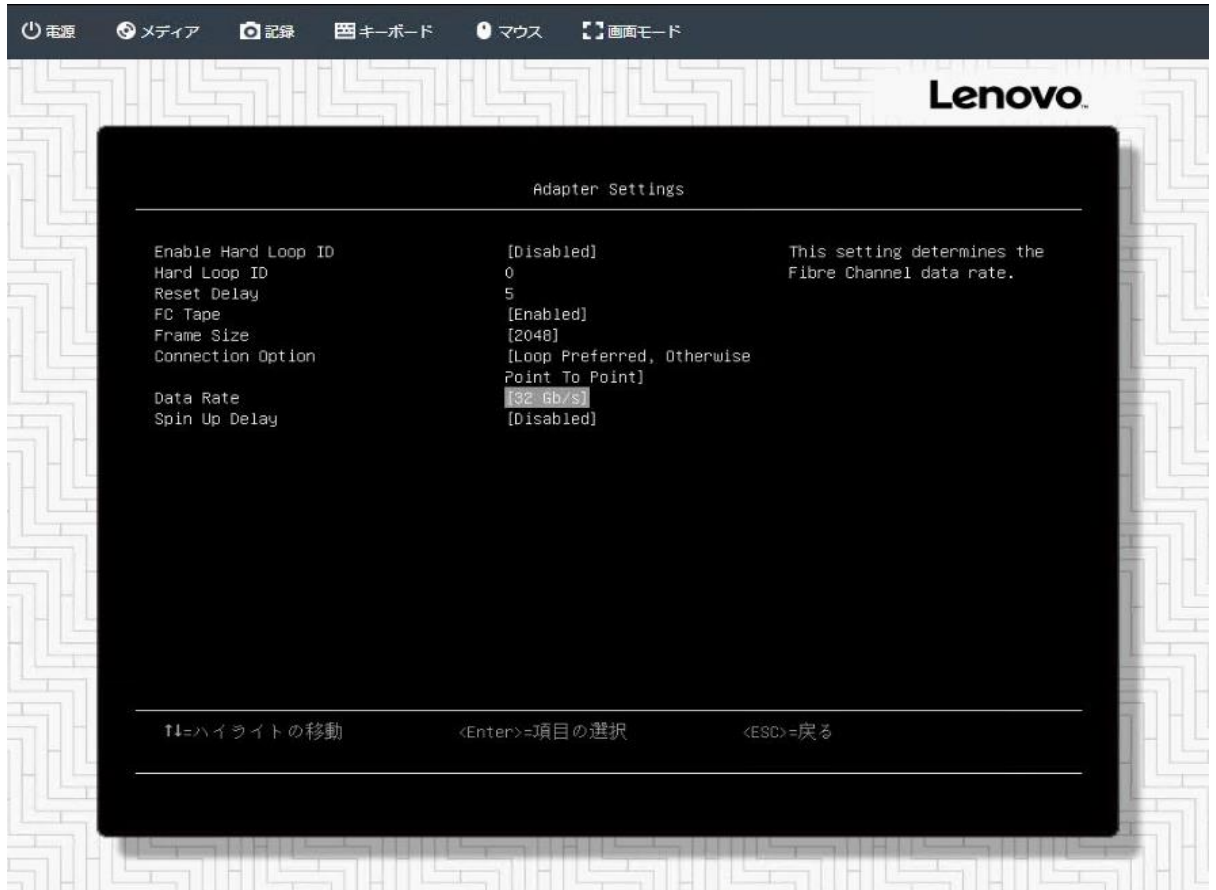 電源 メディア 記録 キーボード マウス 画面モード
Lenovo
Adapter Settings
Enable Hard Loop ID [Disabled] This setting determines the
Hard Loop ID 0 Fibre Channel data rate.
Reset Delay 5
FC Tape [Enabled]
Frame Size [2048]
Connection Option [Loop Preferred, Otherwise
Point To Point]
Data Rate [32 Gb/s]
Spin Up Delay [Disabled]
↑↓=ハイライトの移動 <Enter>=項目の選択 <ESC>=戻る